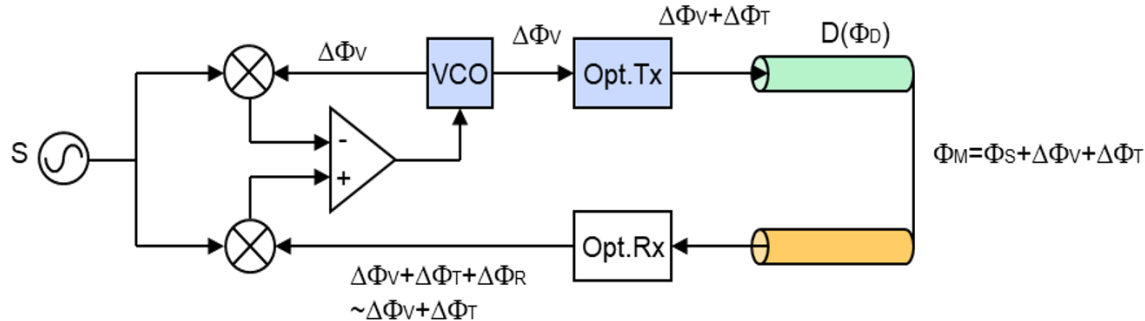 ΔΦV+ΔΦT
ΔΦV
ΔΦV
D(ΦD)
VCO
Opt.Tx
S
-
+
ΦM=ΦS+ΔΦV+ΔΦT
Opt.Rx
ΔΦV+ΔΦT+ΔΦR
~ΔΦV+ΔΦT